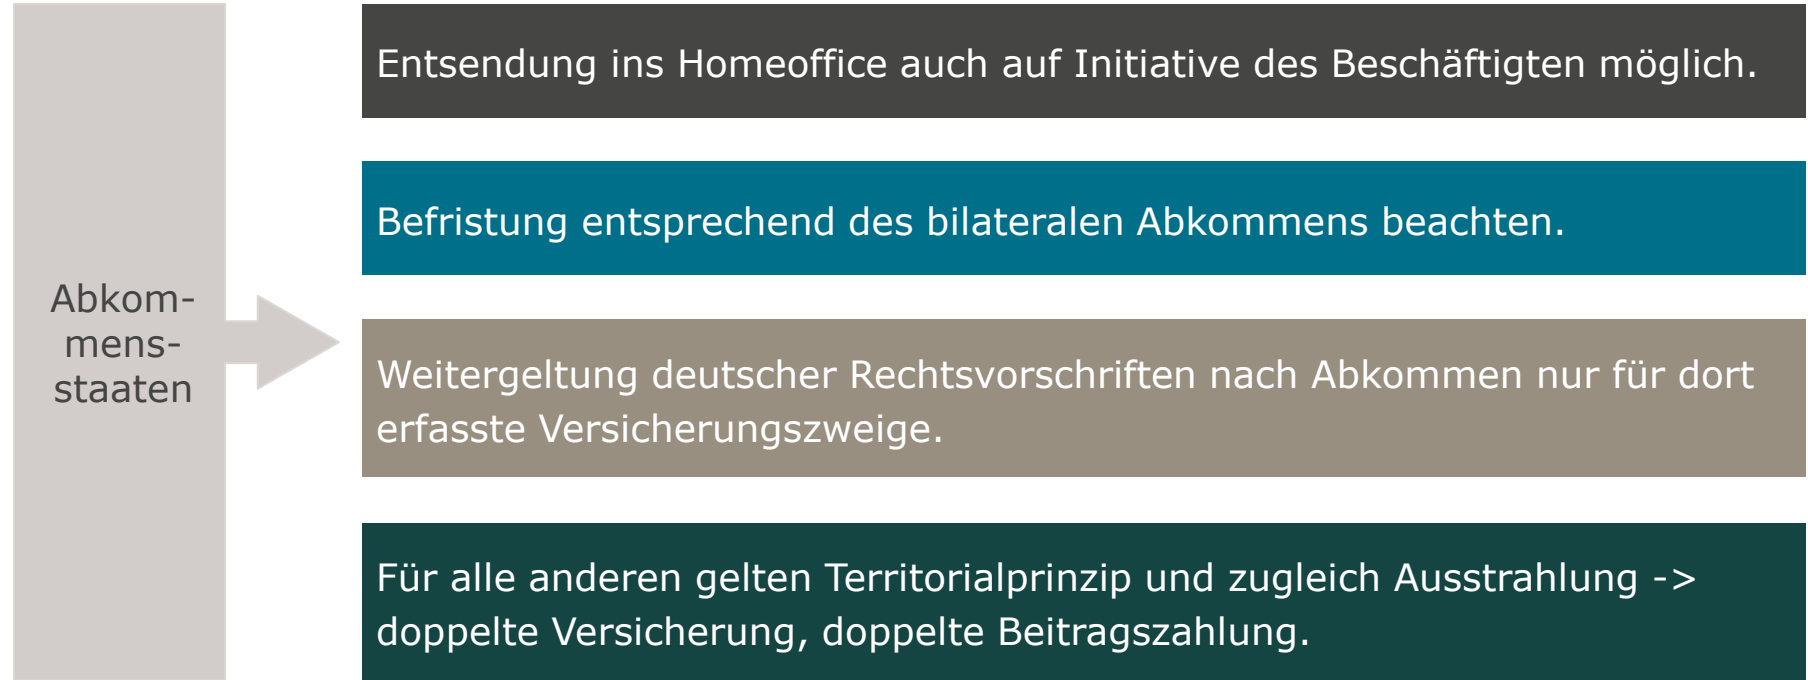 Abkom-
mens-
staaten
Entsendung ins Homeoffice auch auf Initiative des Beschäftigten möglich.
Befristung entsprechend des bilateralen Abkommens beachten.
Weitergeltung deutscher Rechtsvorschriften nach Abkommen nur für dort
erfasste Versicherungszweige.
Für alle anderen gelten Territorialprinzip und zugleich Ausstrahlung ->
doppelte Versicherung, doppelte Beitragszahlung.